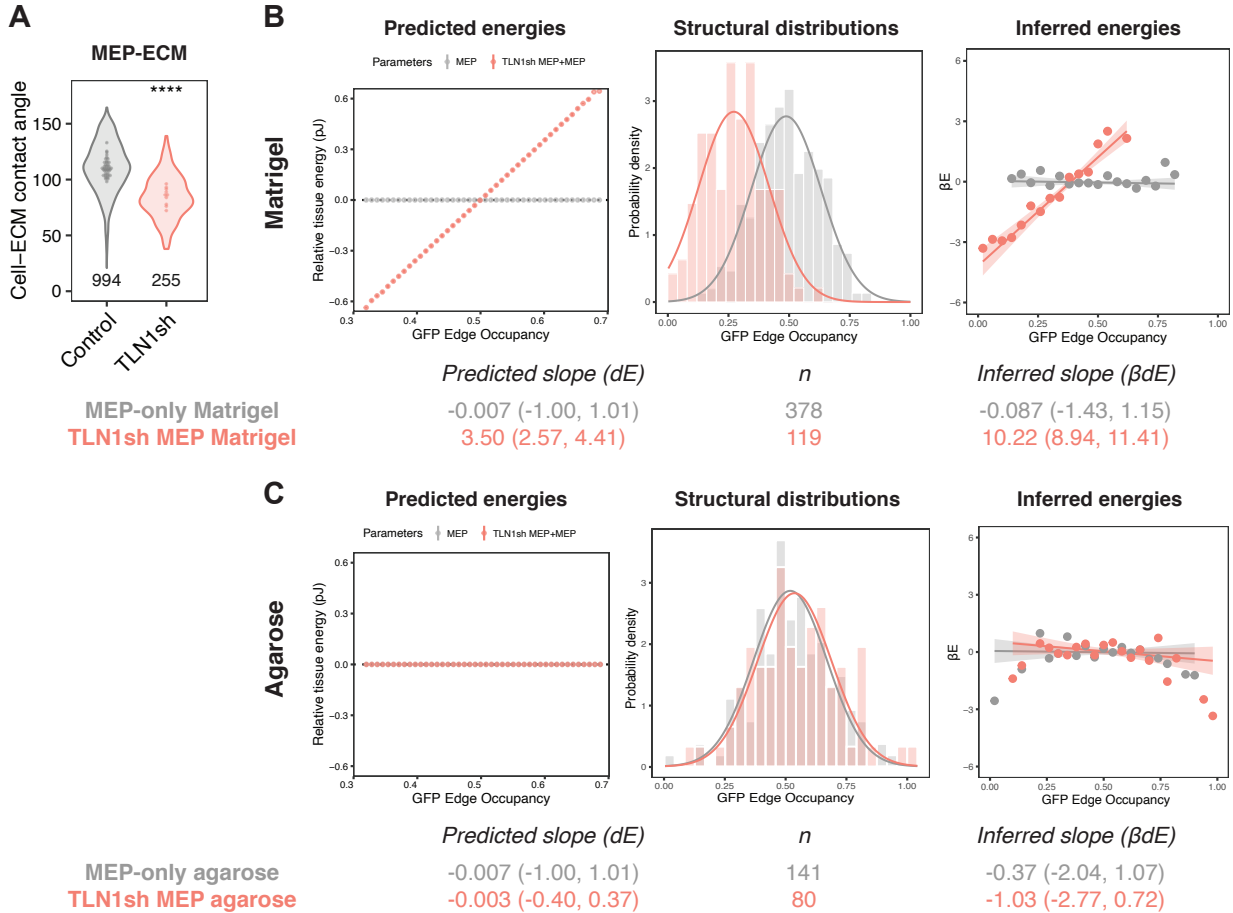 A
MEP-ECM
****
Cell−ECM contact angle
150
100
50
0
994
255
Control
TLN1sh
B
Matrigel
Predicted energies
Parameters
MEP
TLN1sh MEP+MEP
Relative tissue energy (pJ)
0.6
0.3
0.0
−0.3
−0.6
0.3 0.4 0.5 0.6 0.7
GFP Edge Occupancy
Structural distributions
Probability density
3
2
1
0
0.00 0.25 0.50 0.75 1.00
GFP Edge Occupancy
Inferred energies
βE
6
3
0
−3
−6
0.00 0.25 0.50 0.75 1.00
GFP Edge Occupancy
Predicted slope (dE) n Inferred slope (βdE)
MEP-only Matrigel -0.007 (-1.00, 1.01) 378 -0.087 (-1.43, 1.15)
TLN1sh MEP Matrigel 3.50 (2.57, 4.41) 119 10.22 (8.94, 11.41)
C
Agarose
Predicted energies
Parameters
MEP
TLN1sh MEP+MEP
Relative tissue energy (pJ)
0.6
0.3
0.0
−0.3
−0.6
0.3 0.4 0.5 0.6 0.7
GFP Edge Occupancy
Structural distributions
Probability density
3
2
1
0
0.00 0.25 0.50 0.75 1.00
GFP Edge Occupancy
Inferred energies
βE
6
3
0
−3
−6
0.00 0.25 0.50 0.75 1.00
GFP Edge Occupancy
Predicted slope (dE) n Inferred slope (βdE)
MEP-only agarose -0.007 (-1.00, 1.01) 141 -0.37 (-2.04, 1.07)
TLN1sh MEP agarose -0.003 (-0.40, 0.37) 80 -1.03 (-2.77, 0.72)